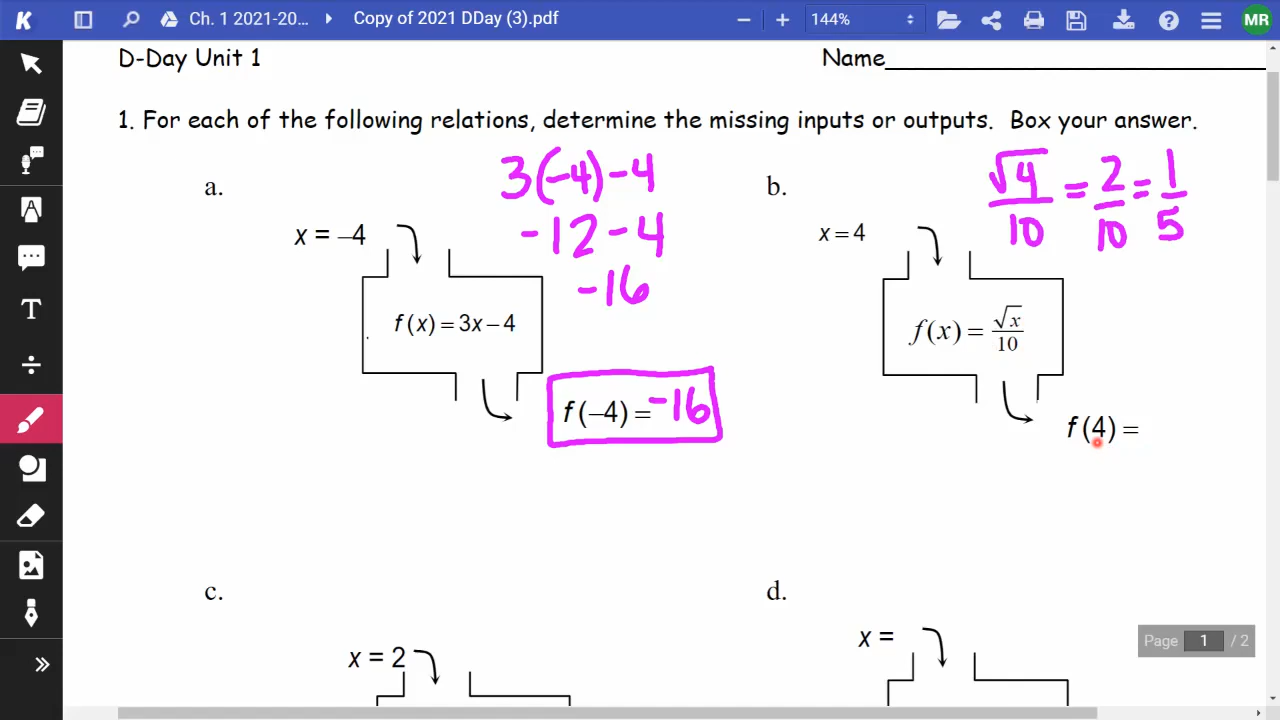 Ch. 1 2021-20... Copy of 2021 DDay (3).pdf 144% MR
D-Day Unit 1 Name
1. For each of the following relations, determine the missing inputs or outputs. Box your answer.
a.
3(-4)-4
-12-4
-16
x = –4
f(x) = 3x – 4
f(–4) = -16
b.
√4/10 = 2/10 = 1/5
x = 4
f(x) = √x/10
f(4) =
c.
x = 2
d.
x =
Page 1 / 2